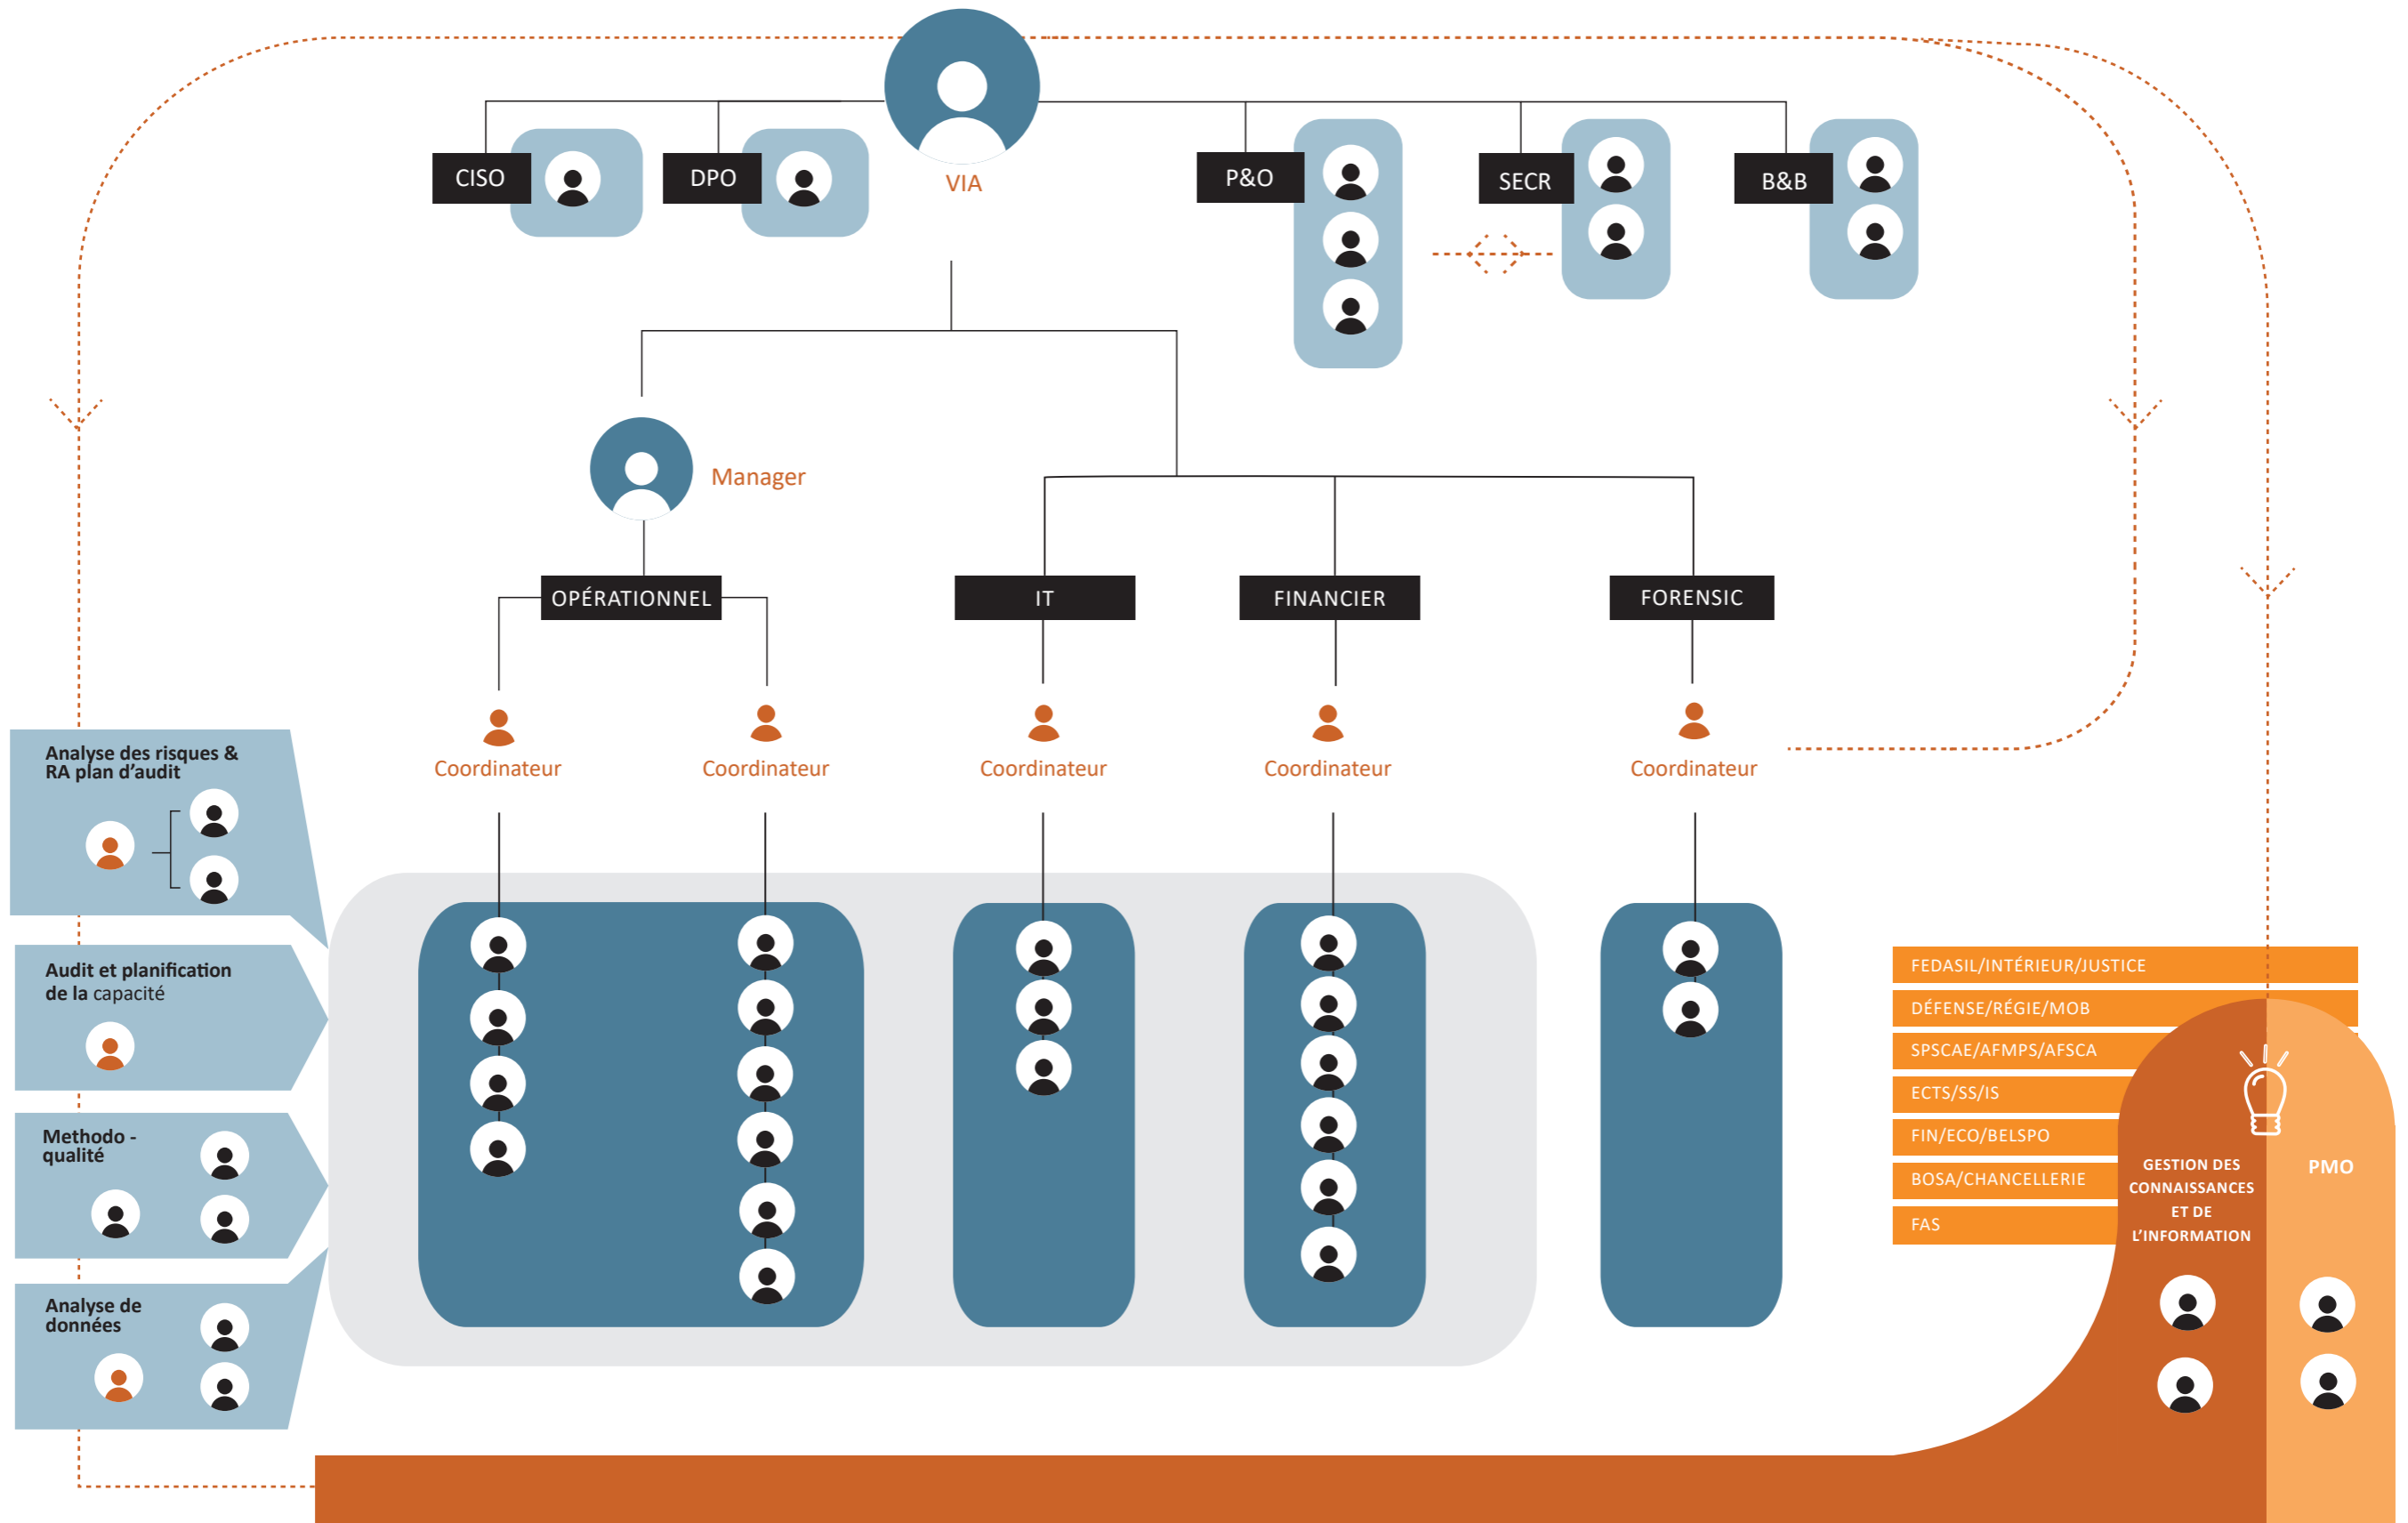 VIA
CISO
DPO
P&O
SECR
B&B
Manager
OPÉRATIONNEL
IT
FINANCIER
FORENSIC
Coordinateur
Coordinateur
Coordinateur
Coordinateur
Coordinateur
Analyse des risques &
RA plan d’audit
Audit et planification
de la capacité
Methodo -
qualité
Analyse de
données
FEDASIL/INTÉRIEUR/JUSTICE
DÉFENSE/RÉGIE/MOB
SPSCAE/AFMPS/AFSCA
ECTS/SS/IS
FIN/ECO/BELSPO
BOSA/CHANCELLERIE
FAS
GESTION DES
CONNAISSANCES
ET DE
L’INFORMATION
PMO